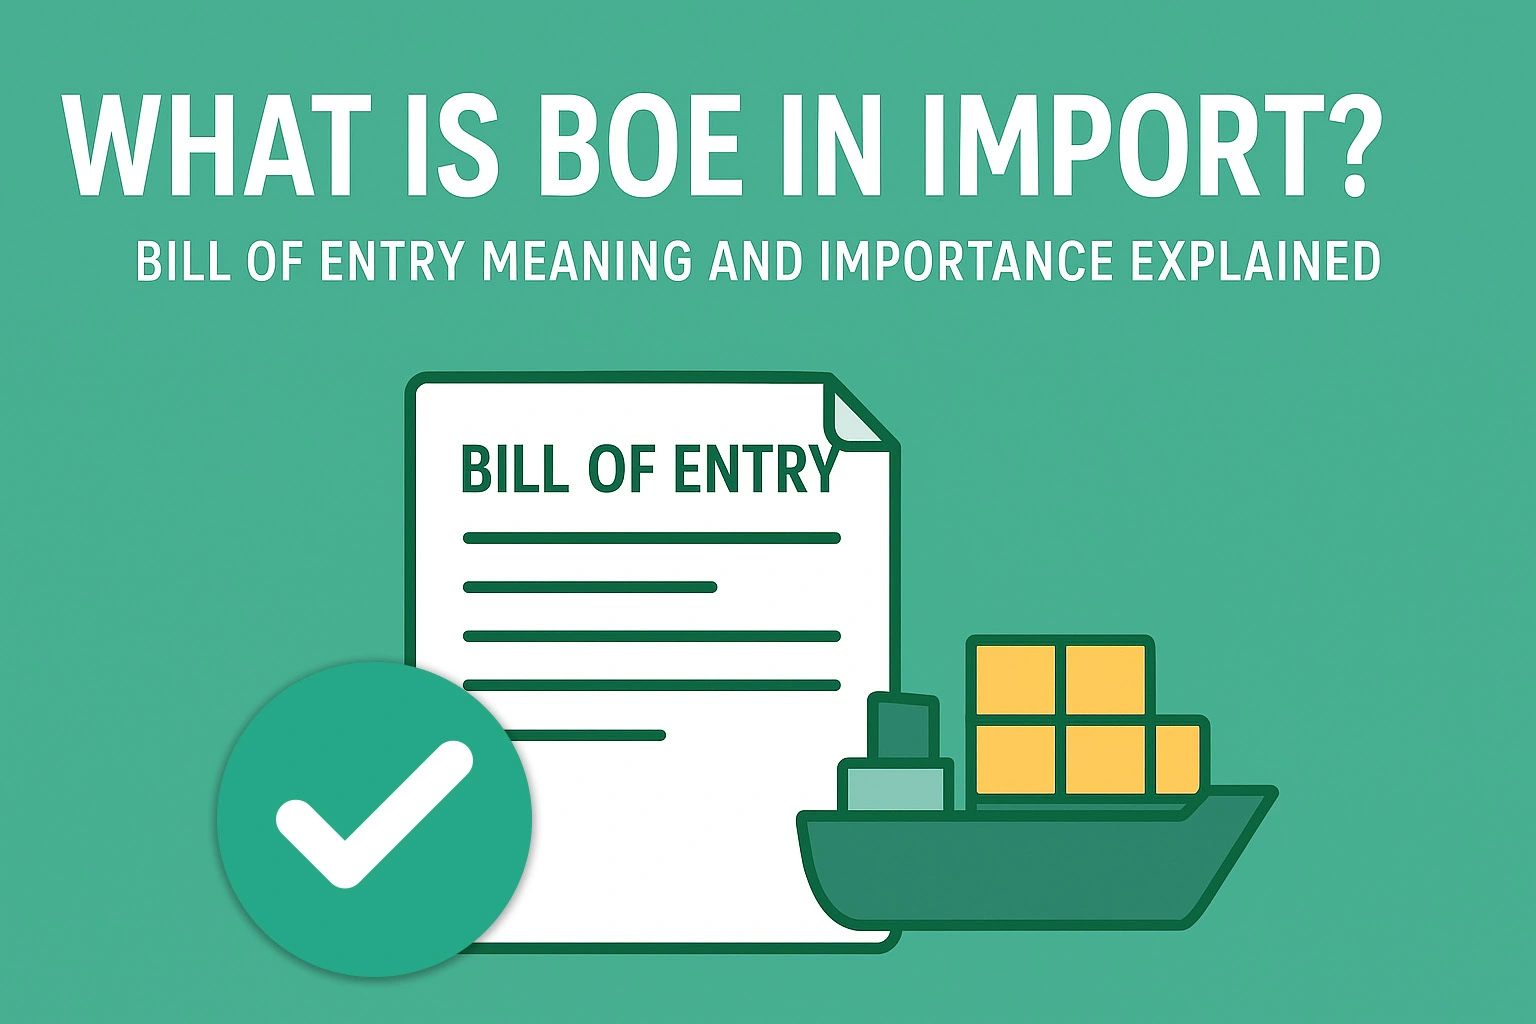 WHAT IS BOE IN IMPORT?
BILL OF ENTRY MEANING AND IMPORTANCE EXPLAINED
BILL OF ENTRY